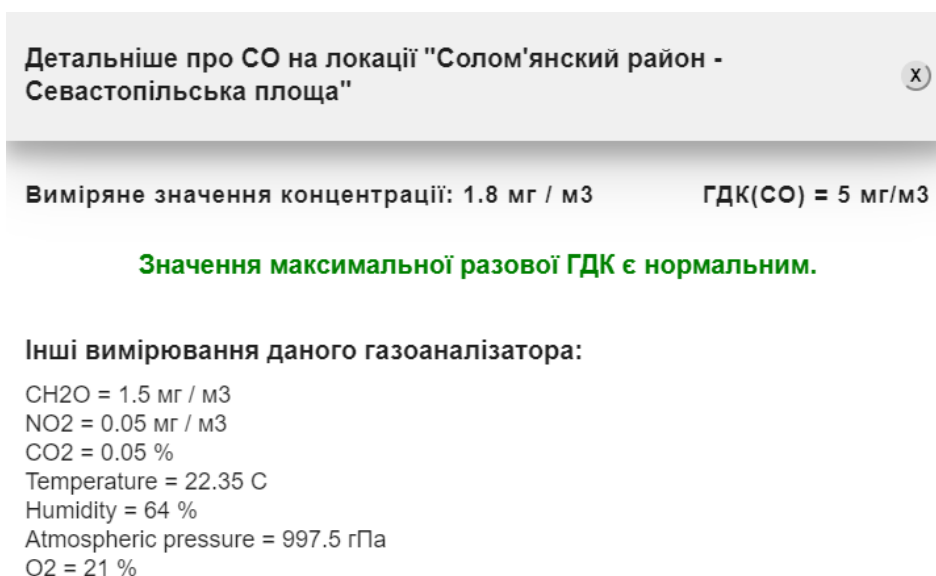 Детальніше про СО на локації "Солом'янский район -
Севастопільська площа"
X
Виміряне значення концентрації: 1.8 мг / м3
ГДК(СО) = 5 мг/м3
Значення максимальної разової ГДК є нормальним.
Інші вимірювання даного газоаналізатора:
CH2O = 1.5 мг / м3
NO2 = 0.05 мг / м3
CO2 = 0.05 %
Temperature = 22.35 C
Humidity = 64 %
Atmospheric pressure = 997.5 гПа
O2 = 21 %